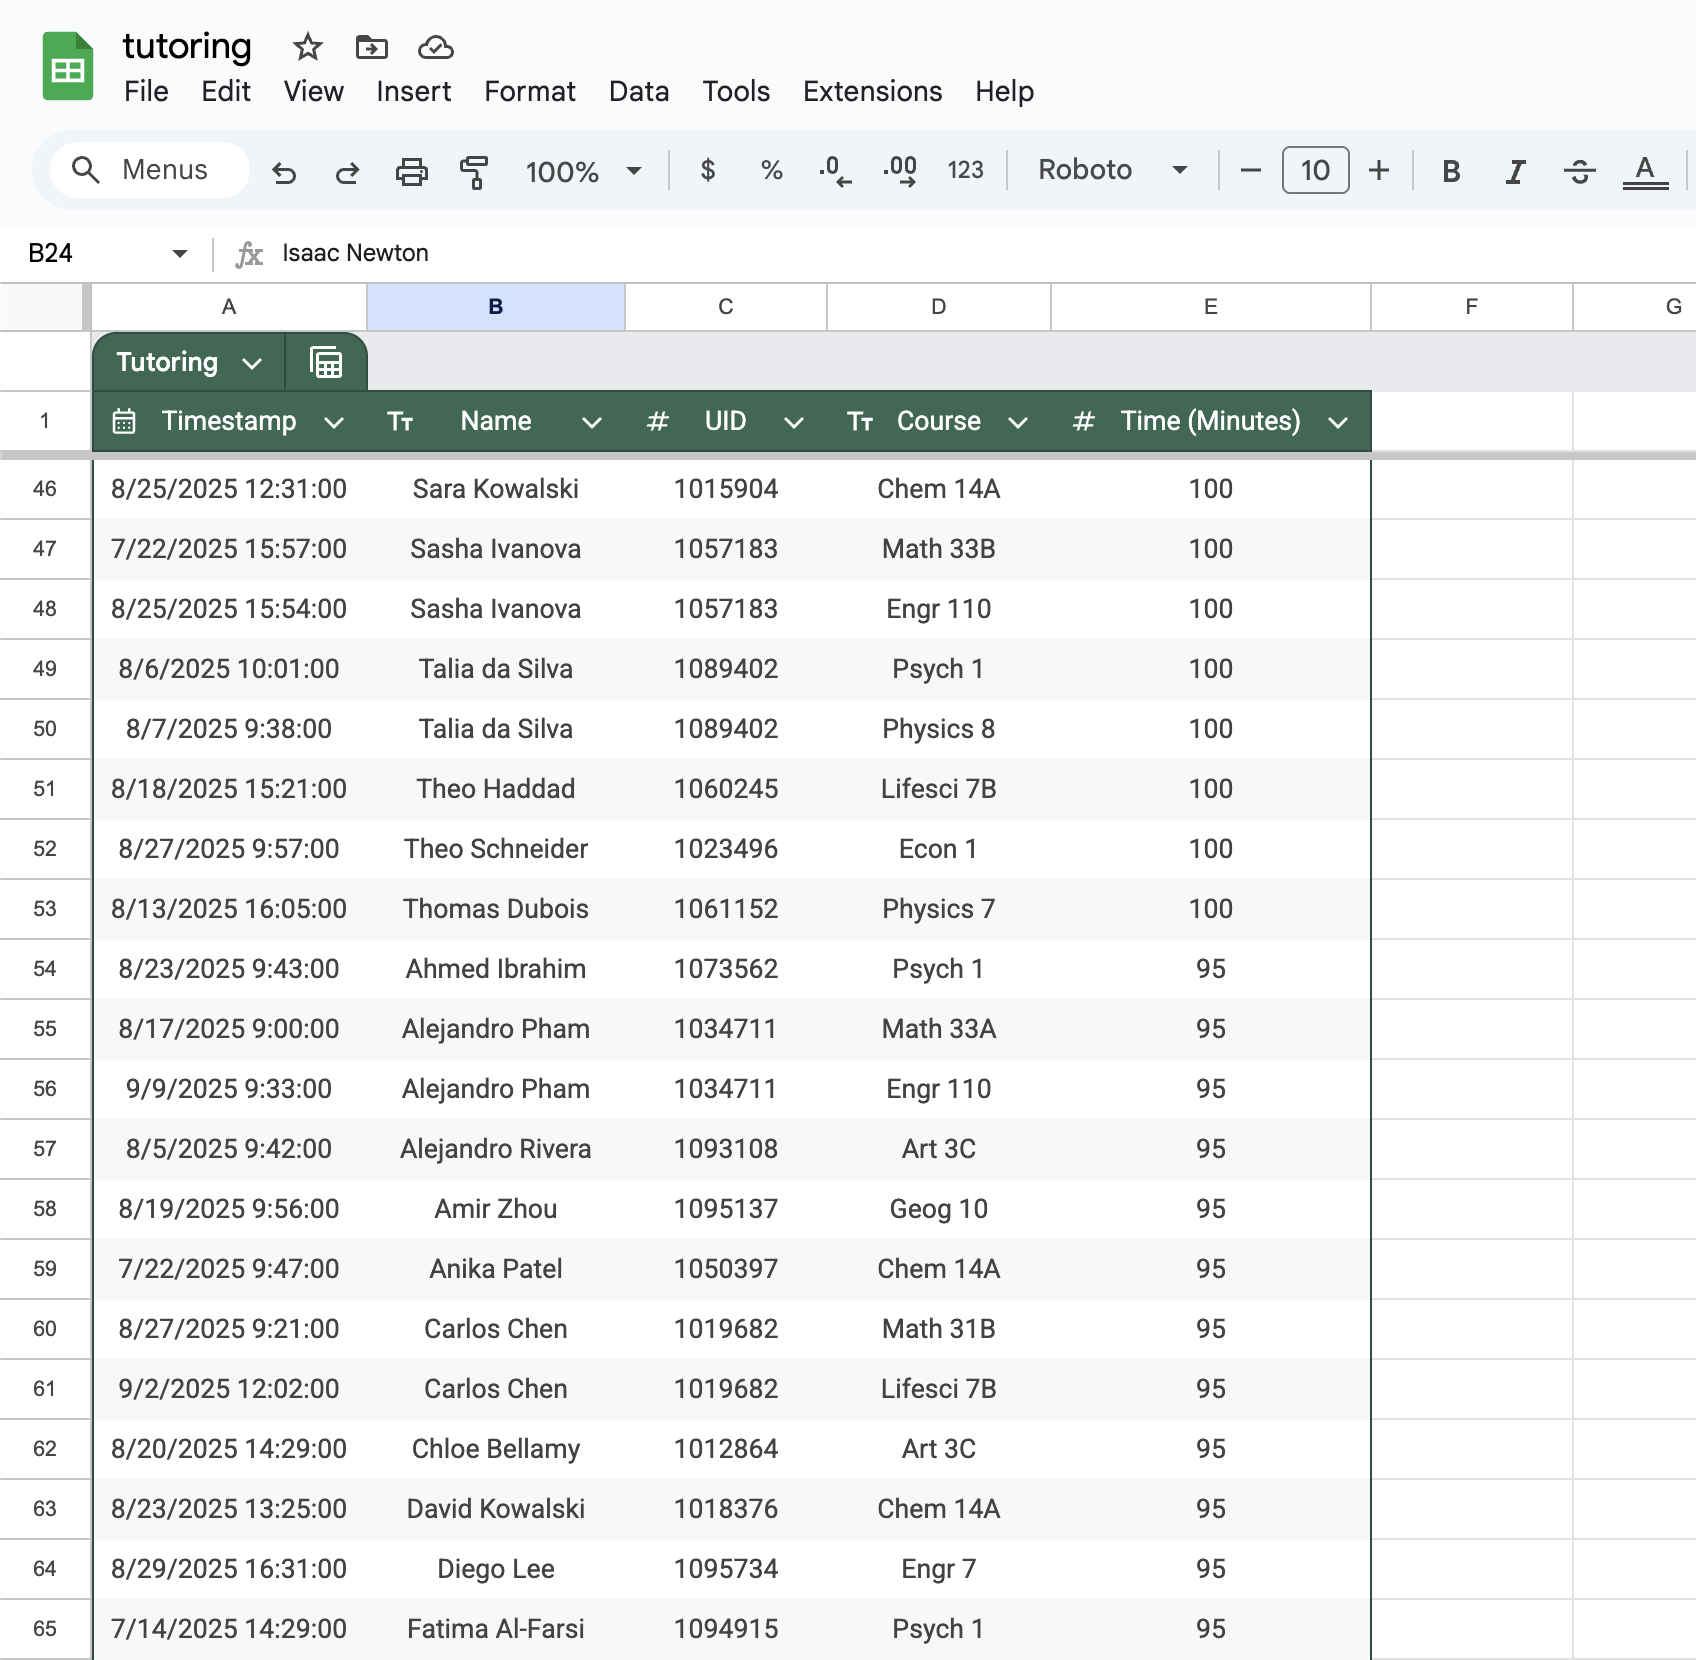 tutoring
File Edit View Insert Format Data Tools Extensions Help
Menus 100% $ % .0 .00 123 Roboto 10 B I S A
B24 fx Isaac Newton
A B C D E F G
Tutoring
1 Timestamp Tт Name # UID Tт Course # Time (Minutes)
46 8/25/2025 12:31:00 Sara Kowalski 1015904 Chem 14A 100
47 7/22/2025 15:57:00 Sasha Ivanova 1057183 Math 33B 100
48 8/25/2025 15:54:00 Sasha Ivanova 1057183 Engr 110 100
49 8/6/2025 10:01:00 Talia da Silva 1089402 Psych 1 100
50 8/7/2025 9:38:00 Talia da Silva 1089402 Physics 8 100
51 8/18/2025 15:21:00 Theo Haddad 1060245 Lifesci 7B 100
52 8/27/2025 9:57:00 Theo Schneider 1023496 Econ 1 100
53 8/13/2025 16:05:00 Thomas Dubois 1061152 Physics 7 100
54 8/23/2025 9:43:00 Ahmed Ibrahim 1073562 Psych 1 95
55 8/17/2025 9:00:00 Alejandro Pham 1034711 Math 33A 95
56 9/9/2025 9:33:00 Alejandro Pham 1034711 Engr 110 95
57 8/5/2025 9:42:00 Alejandro Rivera 1093108 Art 3C 95
58 8/19/2025 9:56:00 Amir Zhou 1095137 Geog 10 95
59 7/22/2025 9:47:00 Anika Patel 1050397 Chem 14A 95
60 8/27/2025 9:21:00 Carlos Chen 1019682 Math 31B 95
61 9/2/2025 12:02:00 Carlos Chen 1019682 Lifesci 7B 95
62 8/20/2025 14:29:00 Chloe Bellamy 1012864 Art 3C 95
63 8/23/2025 13:25:00 David Kowalski 1018376 Chem 14A 95
64 8/29/2025 16:31:00 Diego Lee 1095734 Engr 7 95
65 7/14/2025 14:29:00 Fatima Al-Farsi 1094915 Psych 1 95